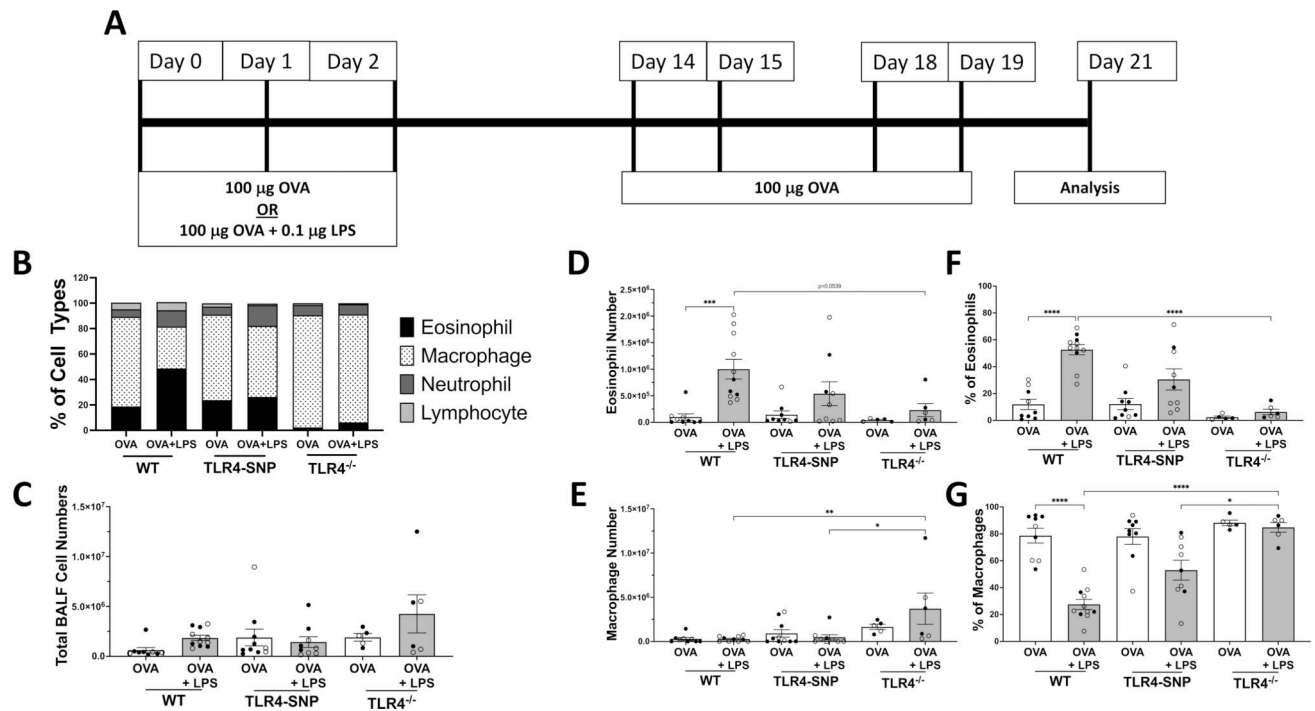 A
Day 0 Day 1 Day 2 Day 14 Day 15 Day 18 Day 19 Day 21
100 μg OVA
OR
100 μg OVA + 0.1 μg LPS
100 μg OVA
Analysis
B
% of Cell Types
120
100
80
60
40
20
0
OVA OVA+LPS OVA OVA+LPS OVA OVA+LPS
WT TLR4-SNP TLR4-/-
Eosinophil
Macrophage
Neutrophil
Lymphocyte
C
Total BALF Cell Numbers
1.5×10⁷
1.0×10⁷
5.0×10⁶
0.0
OVA OVA + LPS OVA OVA + LPS OVA OVA + LPS
WT TLR4-SNP TLR4-/-
D
Eosinophil Number
2.5×10⁶
2.0×10⁶
1.5×10⁶
1.0×10⁶
5.0×10⁵
0.0
***
p=0.0539
OVA OVA + LPS OVA OVA + LPS OVA OVA + LPS
WT TLR4-SNP TLR4-/-
E
Macrophage Number
1.5×10⁷
1.0×10⁷
5.0×10⁶
0.0
**
*
OVA OVA + LPS OVA OVA + LPS OVA OVA + LPS
WT TLR4-SNP TLR4-/-
F
% of Eosinophils
100
80
60
40
20
0
****
****
OVA OVA + LPS OVA OVA + LPS OVA OVA + LPS
WT TLR4-SNP TLR4-/-
G
% of Macrophages
100
80
60
40
20
0
****
****
*
OVA OVA + LPS OVA OVA + LPS OVA OVA + LPS
WT TLR4-SNP TLR4-/-